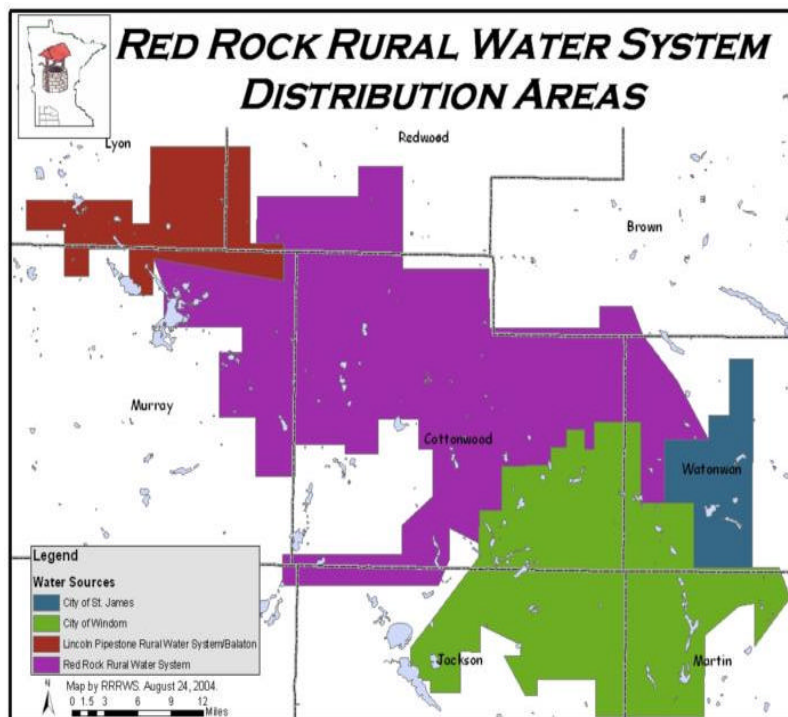 RED ROCK RURAL WATER SYSTEM
DISTRIBUTION AREAS
Lyon
Redwood
Brown
Murray
Cottonwood
Watonwan
Legend
Water Sources
City of St. James
City of Windom
Lincoln Pipestone Rural Water System/Balaton
Red Rock Rural Water System
Jackson
Martin
N
Map by RRRWS. August 24, 2004.
0 1.5 3 6 9 12
Miles